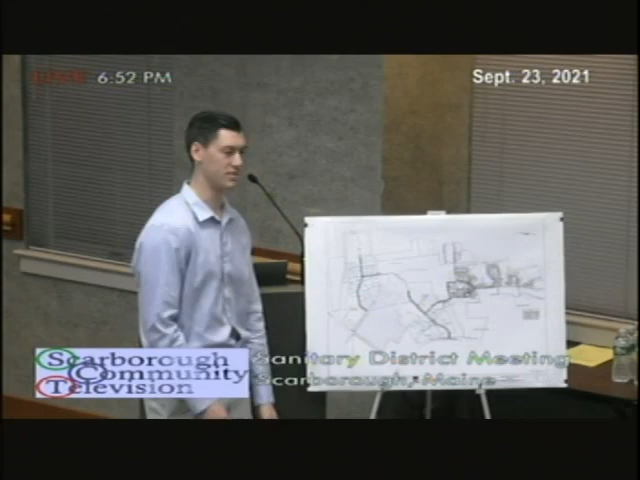 6:52 PM
Sept. 23, 2021
Scarborough
Community
Television
Sanitary District Meeting
Scarborough, Maine